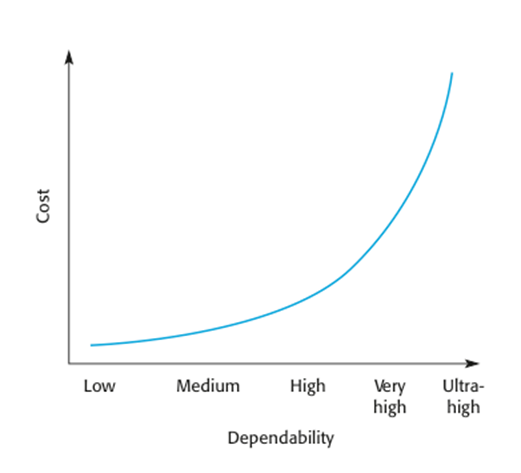 Cost
Low Medium High Very high Ultra-high
Dependability